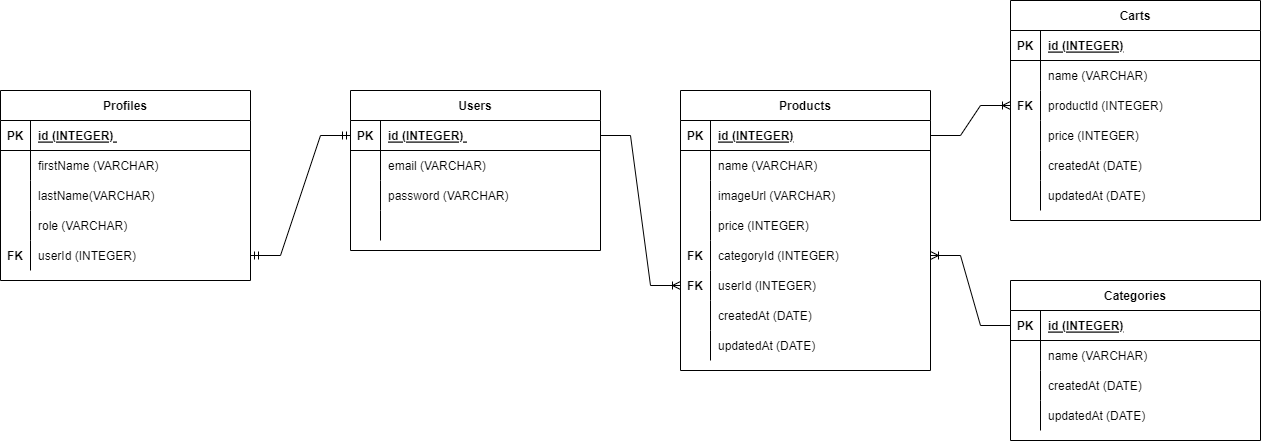 Profiles
PK id (INTEGER)
firstName (VARCHAR)
lastName(VARCHAR)
role (VARCHAR)
FK userId (INTEGER)
Users
PK id (INTEGER)
email (VARCHAR)
password (VARCHAR)
Products
PK id (INTEGER)
name (VARCHAR)
imageUrl (VARCHAR)
price (INTEGER)
FK categoryId (INTEGER)
FK userId (INTEGER)
createdAt (DATE)
updatedAt (DATE)
Carts
PK id (INTEGER)
name (VARCHAR)
FK productId (INTEGER)
price (INTEGER)
createdAt (DATE)
updatedAt (DATE)
Categories
PK id (INTEGER)
name (VARCHAR)
createdAt (DATE)
updatedAt (DATE)